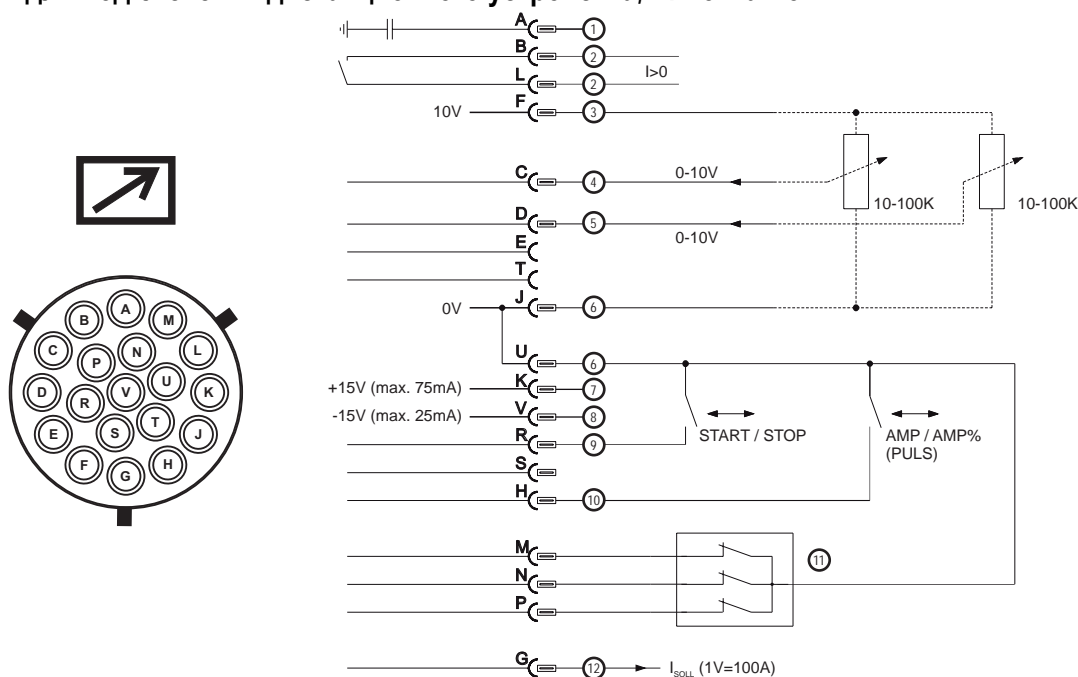 устройства,
A
1
B
2
L
2
I>0
10V
F
3
C
4
0-10V
10-100K
10-100K
D
5
0-10V
E
T
0V
J
6
U
6
+15V (max. 75mA)
K
7
-15V (max. 25mA)
V
8
R
9
START / STOP
AMP / AMP%
(PULS)
S
H
10
M
11
N
P
G
12
I_SOLL (1V=100A)
A
B
M
C
N
L
P
U
D
V
K
R
T
E
S
J
F
H
G